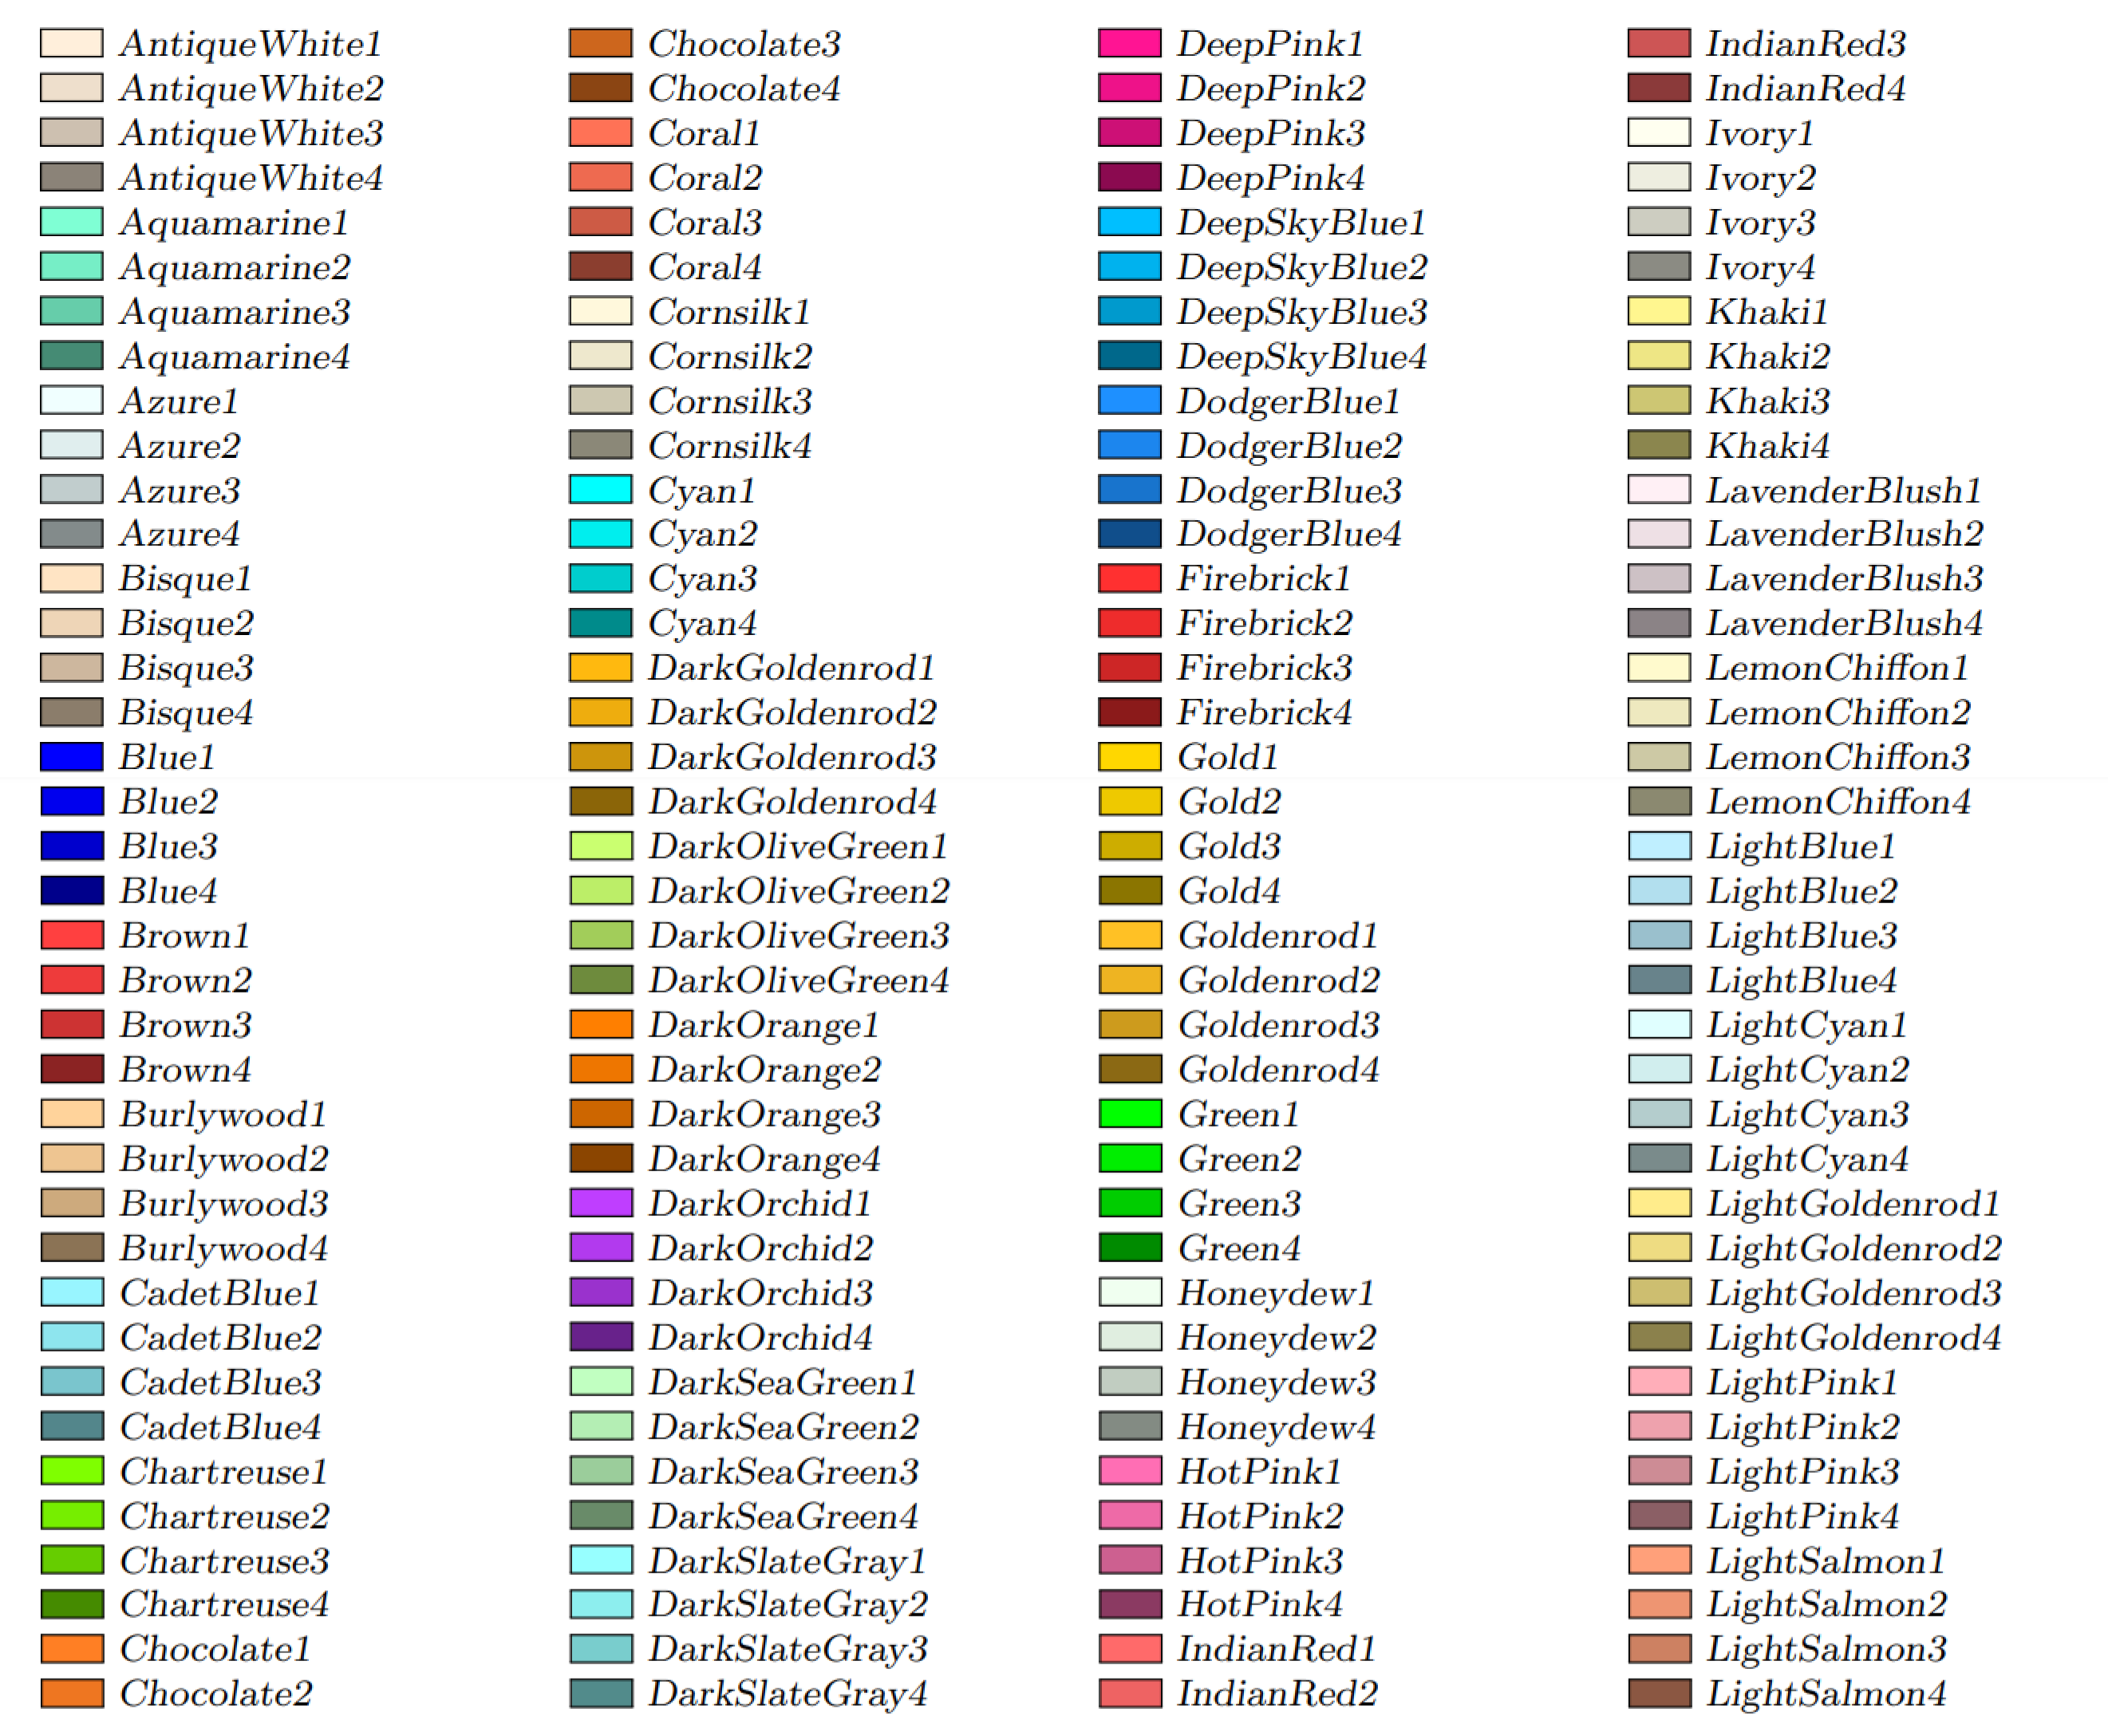 AntiqueWhite1
AntiqueWhite2
AntiqueWhite3
AntiqueWhite4
Aquamarine1
Aquamarine2
Aquamarine3
Aquamarine4
Azure1
Azure2
Azure3
Azure4
Bisque1
Bisque2
Bisque3
Bisque4
Blue1
Blue2
Blue3
Blue4
Brown1
Brown2
Brown3
Brown4
Burlywood1
Burlywood2
Burlywood3
Burlywood4
CadetBlue1
CadetBlue2
CadetBlue3
CadetBlue4
Chartreuse1
Chartreuse2
Chartreuse3
Chartreuse4
Chocolate1
Chocolate2
Chocolate3
Chocolate4
Coral1
Coral2
Coral3
Coral4
Cornsilk1
Cornsilk2
Cornsilk3
Cornsilk4
Cyan1
Cyan2
Cyan3
Cyan4
DarkGoldenrod1
DarkGoldenrod2
DarkGoldenrod3
DarkGoldenrod4
DarkOliveGreen1
DarkOliveGreen2
DarkOliveGreen3
DarkOliveGreen4
DarkOrange1
DarkOrange2
DarkOrange3
DarkOrange4
DarkOrchid1
DarkOrchid2
DarkOrchid3
DarkOrchid4
DarkSeaGreen1
DarkSeaGreen2
DarkSeaGreen3
DarkSeaGreen4
DarkSlateGray1
DarkSlateGray2
DarkSlateGray3
DarkSlateGray4
DeepPink1
DeepPink2
DeepPink3
DeepPink4
DeepSkyBlue1
DeepSkyBlue2
DeepSkyBlue3
DeepSkyBlue4
DodgerBlue1
DodgerBlue2
DodgerBlue3
DodgerBlue4
Firebrick1
Firebrick2
Firebrick3
Firebrick4
Gold1
Gold2
Gold3
Gold4
Goldenrod1
Goldenrod2
Goldenrod3
Goldenrod4
Green1
Green2
Green3
Green4
Honeydew1
Honeydew2
Honeydew3
Honeydew4
HotPink1
HotPink2
HotPink3
HotPink4
IndianRed1
IndianRed2
IndianRed3
IndianRed4
Ivory1
Ivory2
Ivory3
Ivory4
Khaki1
Khaki2
Khaki3
Khaki4
LavenderBlush1
LavenderBlush2
LavenderBlush3
LavenderBlush4
LemonChiffon1
LemonChiffon2
LemonChiffon3
LemonChiffon4
LightBlue1
LightBlue2
LightBlue3
LightBlue4
LightCyan1
LightCyan2
LightCyan3
LightCyan4
LightGoldenrod1
LightGoldenrod2
LightGoldenrod3
LightGoldenrod4
LightPink1
LightPink2
LightPink3
LightPink4
LightSalmon1
LightSalmon2
LightSalmon3
LightSalmon4